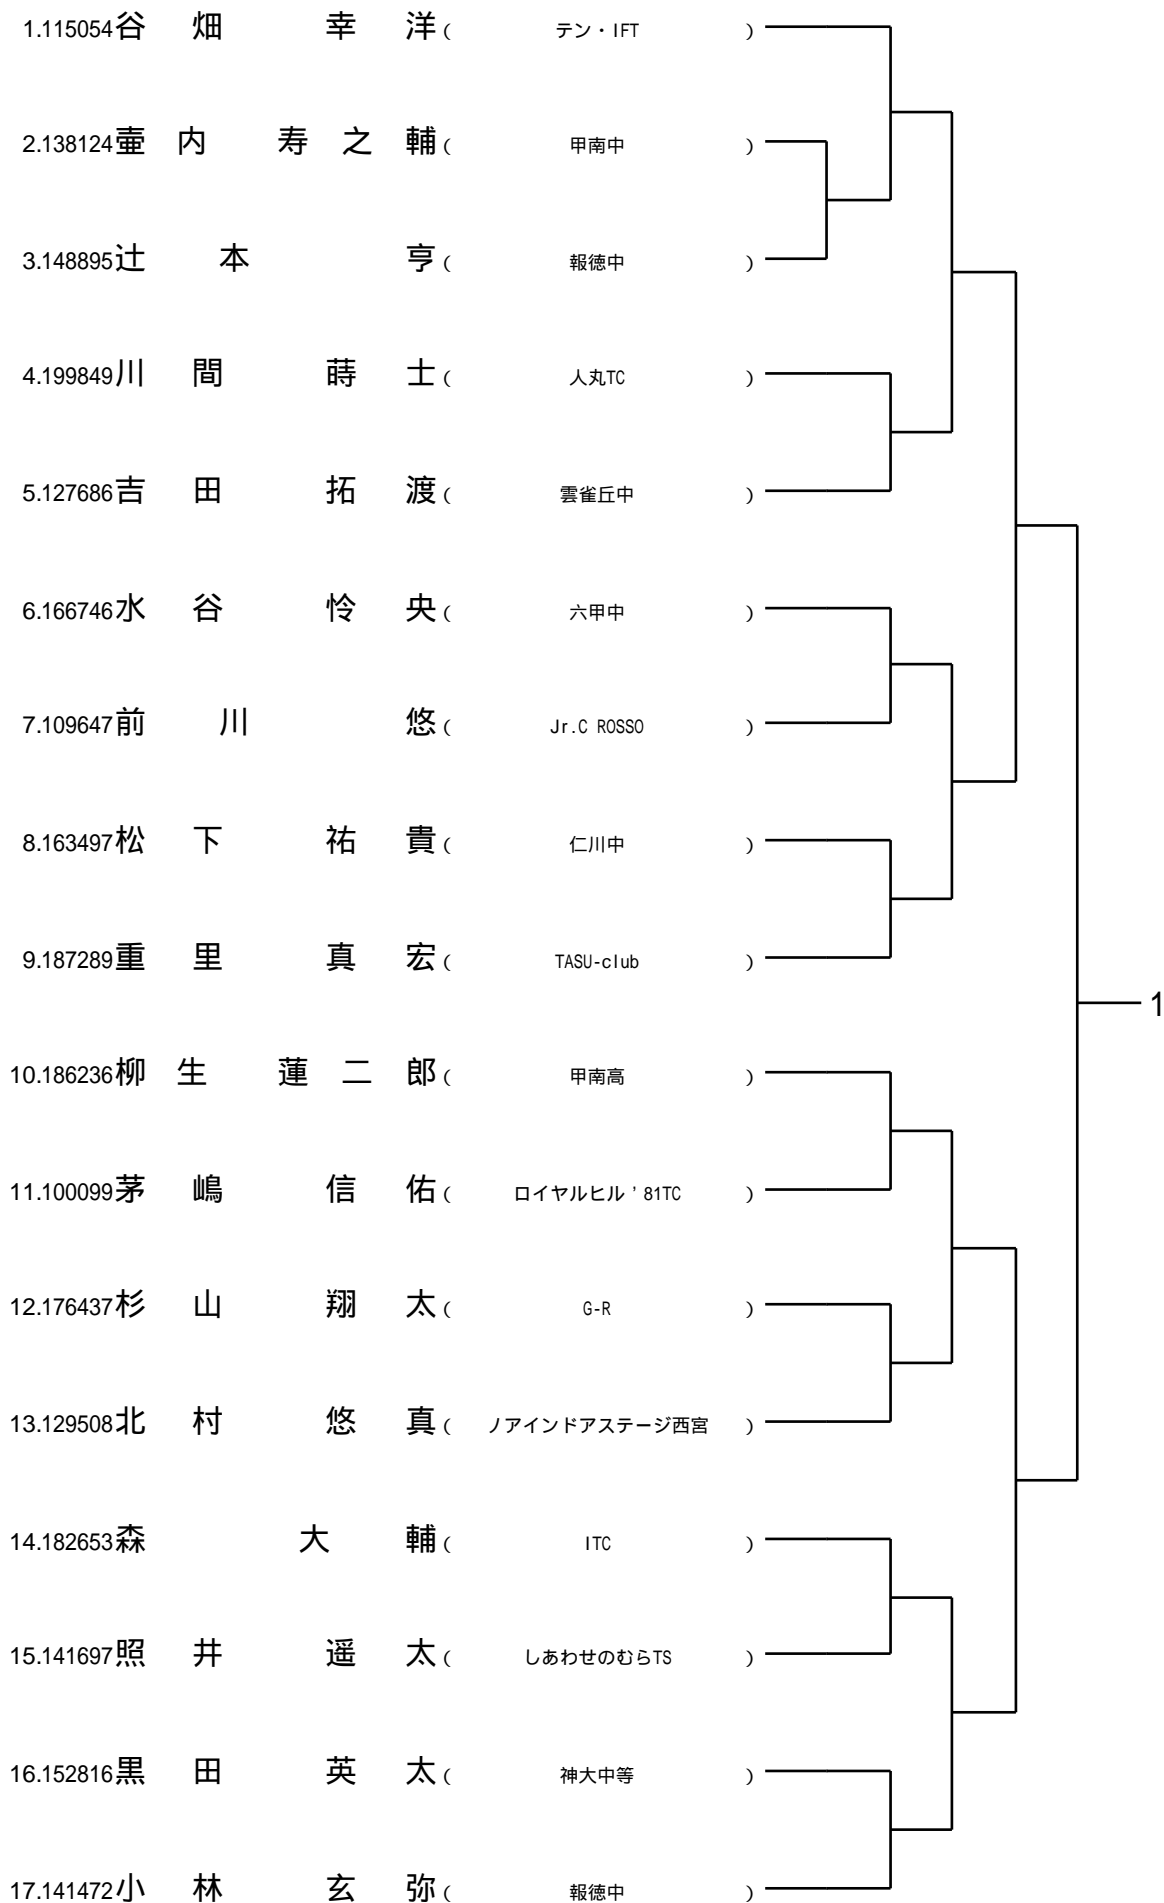 1.115054谷畑 幸洋(テン・IFT)
2.138124壷内 寿之輔(甲南中)
3.148895辻本 亨(報徳中)
4.199849川間 蒔士(人丸TC)
5.127686吉田 拓渡(雲雀丘中)
6.166746水谷 怜央(六甲中)
7.109647前川 悠(Jr.C ROSSO)
8.163497松下 祐貴(仁川中)
9.187289重里 真宏(TASU-club)
1
10.186236柳生 蓮二郎(甲南高)
11.100099茅嶋 信佑(ロイヤルヒル'81TC)
12.176437杉山 翔太(G-R)
13.129508北村 悠真(ノアインドアステージ西宮)
14.182653森 大輔(ITC)
15.141697照井 遥太(しあわせのむらTS)
16.152816黒田 英太(神大中等)
17.141472小林 玄弥(報徳中)